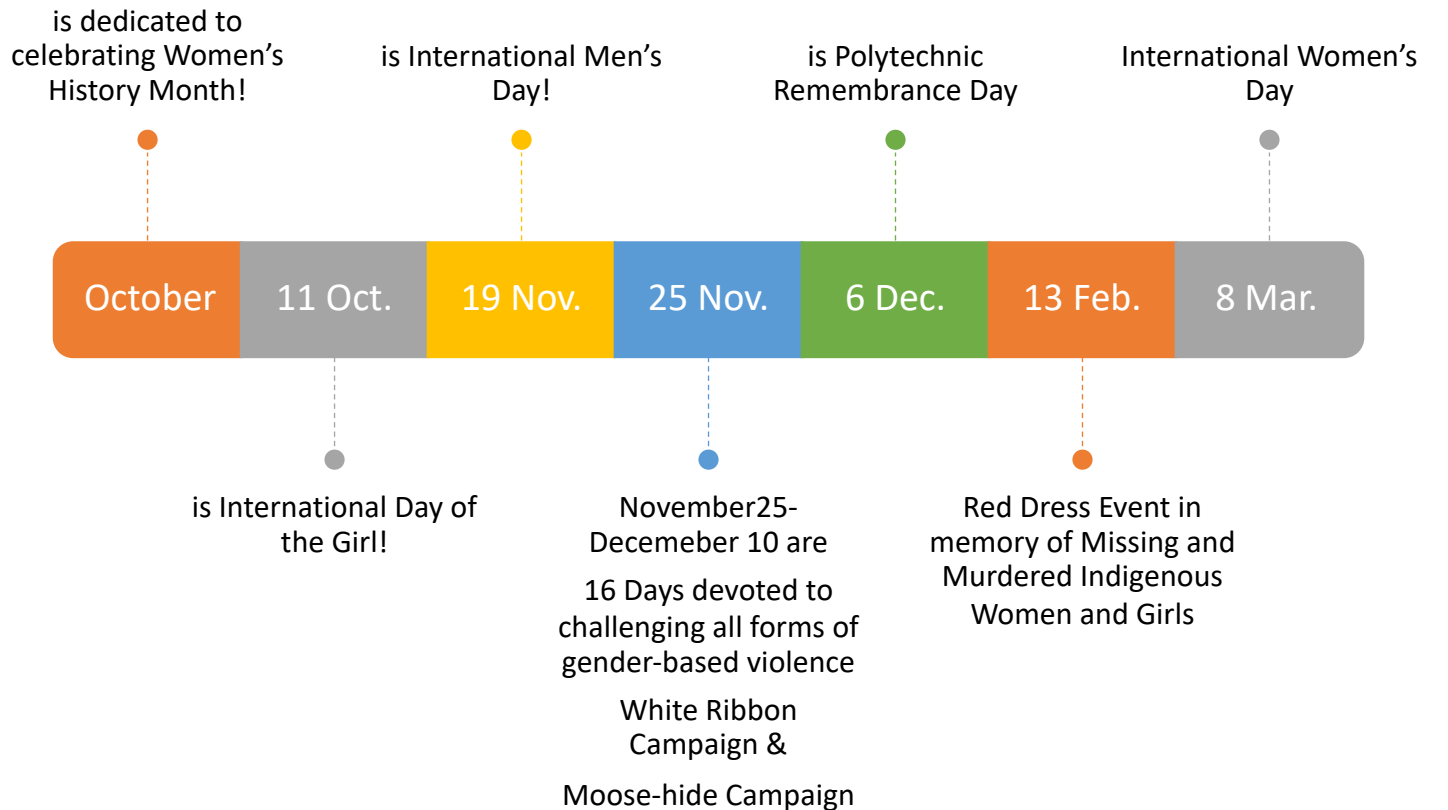 is dedicated to
celebrating Women’s
History Month!
is International Men’s
Day!
is Polytechnic
Remembrance Day
International Women’s
Day
October
11 Oct.
19 Nov.
25 Nov.
6 Dec.
13 Feb.
8 Mar.
is International Day of
the Girl!
November25-
Decemeber 10 are
16 Days devoted to
challenging all forms of
gender-based violence
White Ribbon
Campaign &
Moose-hide Campaign
Red Dress Event in
memory of Missing and
Murdered Indigenous
Women and Girls